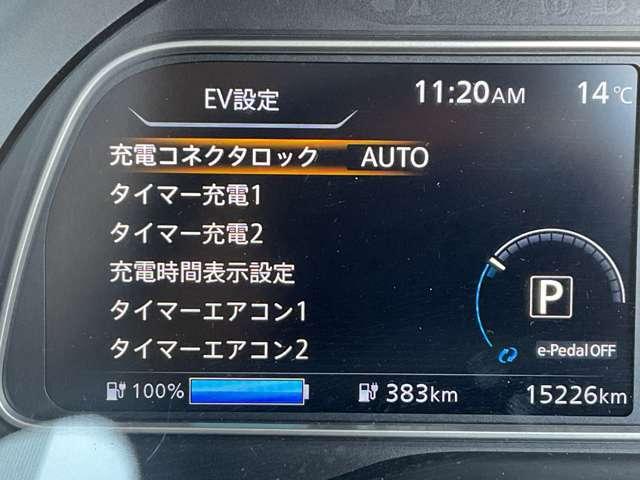 EV設定 11:20AM 14℃
充電コネクタロック AUTO
タイマー充電1
タイマー充電2
充電時間表示設定
タイマーエアコン1
タイマーエアコン2
P
e-Pedal OFF
100% 383km 15226km